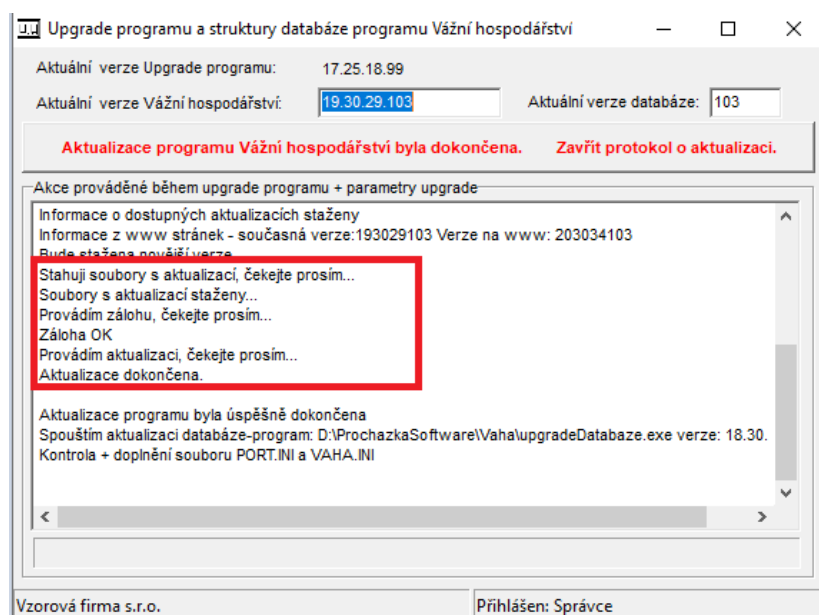 Upgrade programu a struktury databáze programu Vážní hospodářství
Aktuální verze Upgrade programu: 17.25.18.99
Aktuální verze Vážní hospodářství: 19.30.29.103 Aktuální verze databáze: 103
Aktualizace programu Vážní hospodářství byla dokončena. Zavřít protokol o aktualizaci.
Akce prováděné během upgrade programu + parametry upgrade
Informace o dostupných aktualizacích staženy
Informace z www stránek - současná verze:193029103 Verze na www: 203034103
Bude stažena novější verze
Stahuji soubory s aktualizací, čekejte prosím...
Soubory s aktualizací staženy...
Provádím zálohu, čekejte prosím...
Záloha OK
Provádím aktualizaci, čekejte prosím...
Aktualizace dokončena.
Aktualizace programu byla úspěšně dokončena
Spouštím aktualizaci databáze-program: D:\ProchazkaSoftware\Vaha\upgradeDatabaze.exe verze: 18.30.
Kontrola + doplnění souboru PORT.INI a VAHA.INI
Vzorová firma s.r.o. Přihlášen: Správce